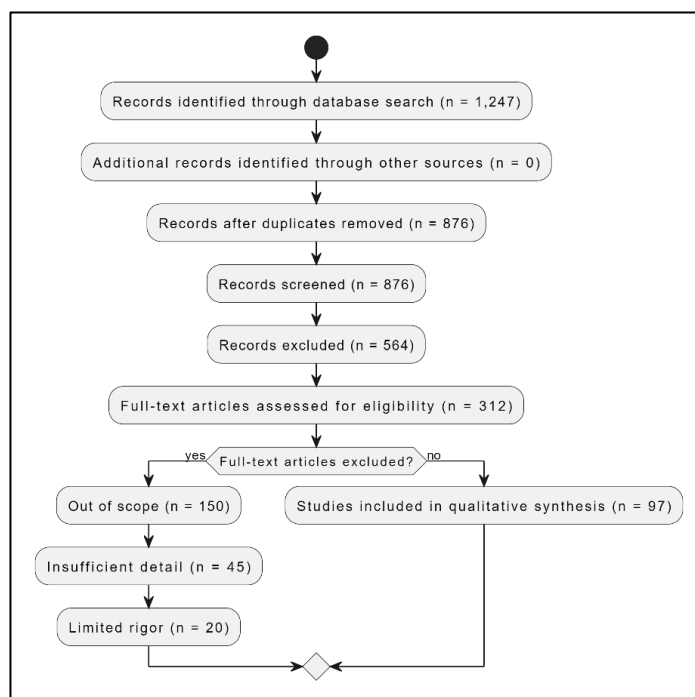 Records identified through database search (n = 1,247)
Additional records identified through other sources (n = 0)
Records after duplicates removed (n = 876)
Records screened (n = 876)
Records excluded (n = 564)
Full-text articles assessed for eligibility (n = 312)
yes
Full-text articles excluded?
no
Out of scope (n = 150)
Studies included in qualitative synthesis (n = 97)
Insufficient detail (n = 45)
Limited rigor (n = 20)